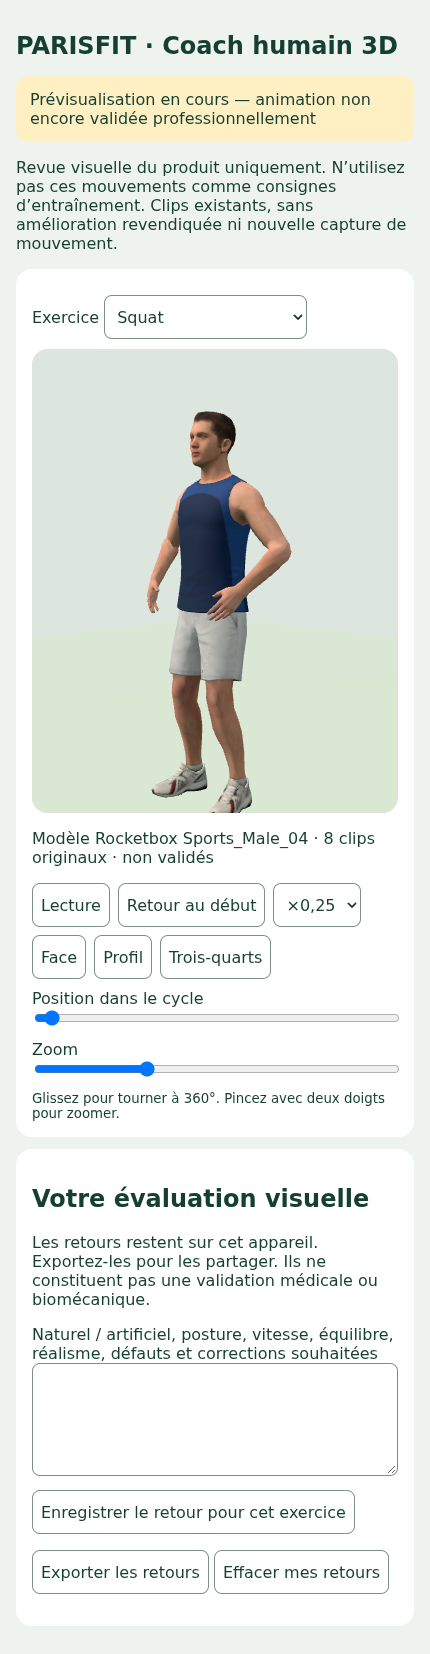 PARISFIT · Coach humain 3D
Prévisualisation en cours — animation non
encore validée professionnellement
Revue visuelle du produit uniquement. N’utilisez
pas ces mouvements comme consignes
d’entraînement. Clips existants, sans
amélioration revendiquée ni nouvelle capture de
mouvement.
Exercice Squat
Modèle Rocketbox Sports_Male_04 · 8 clips
originaux · non validés
Lecture Retour au début ×0,25
Face Profil Trois-quarts
Position dans le cycle
Zoom
Glissez pour tourner à 360°. Pincez avec deux doigts
pour zoomer.
Votre évaluation visuelle
Les retours restent sur cet appareil.
Exportez-les pour les partager. Ils ne
constituent pas une validation médicale ou
biomécanique.
Naturel / artificiel, posture, vitesse, équilibre,
réalisme, défauts et corrections souhaitées
Enregistrer le retour pour cet exercice
Exporter les retours Effacer mes retours